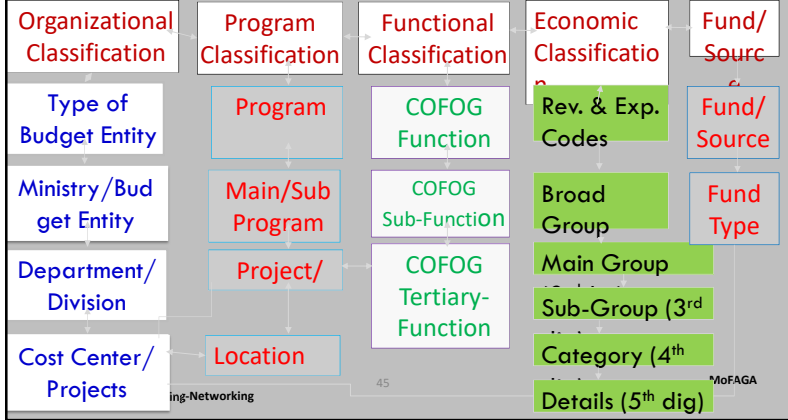 Organizational
Classification
Program
Classification
Functional
Classification
Economic
Classificatio
n
Fund/
Source
Type of
Budget Entity
Ministry/Bud
get Entity
Department/
Division
Cost Center/
Projects
Program
Main/Sub
Program
Project/
Location
COFOG
Function
COFOG
Sub-Function
COFOG
Tertiary-
Function
Rev. & Exp.
Codes
Broad
Group
Main Group
Sub-Group (3rd
Category (4th
Details (5th dig)
Fund/
Source
Fund
Type
ing-Networking
45
MoFAGA